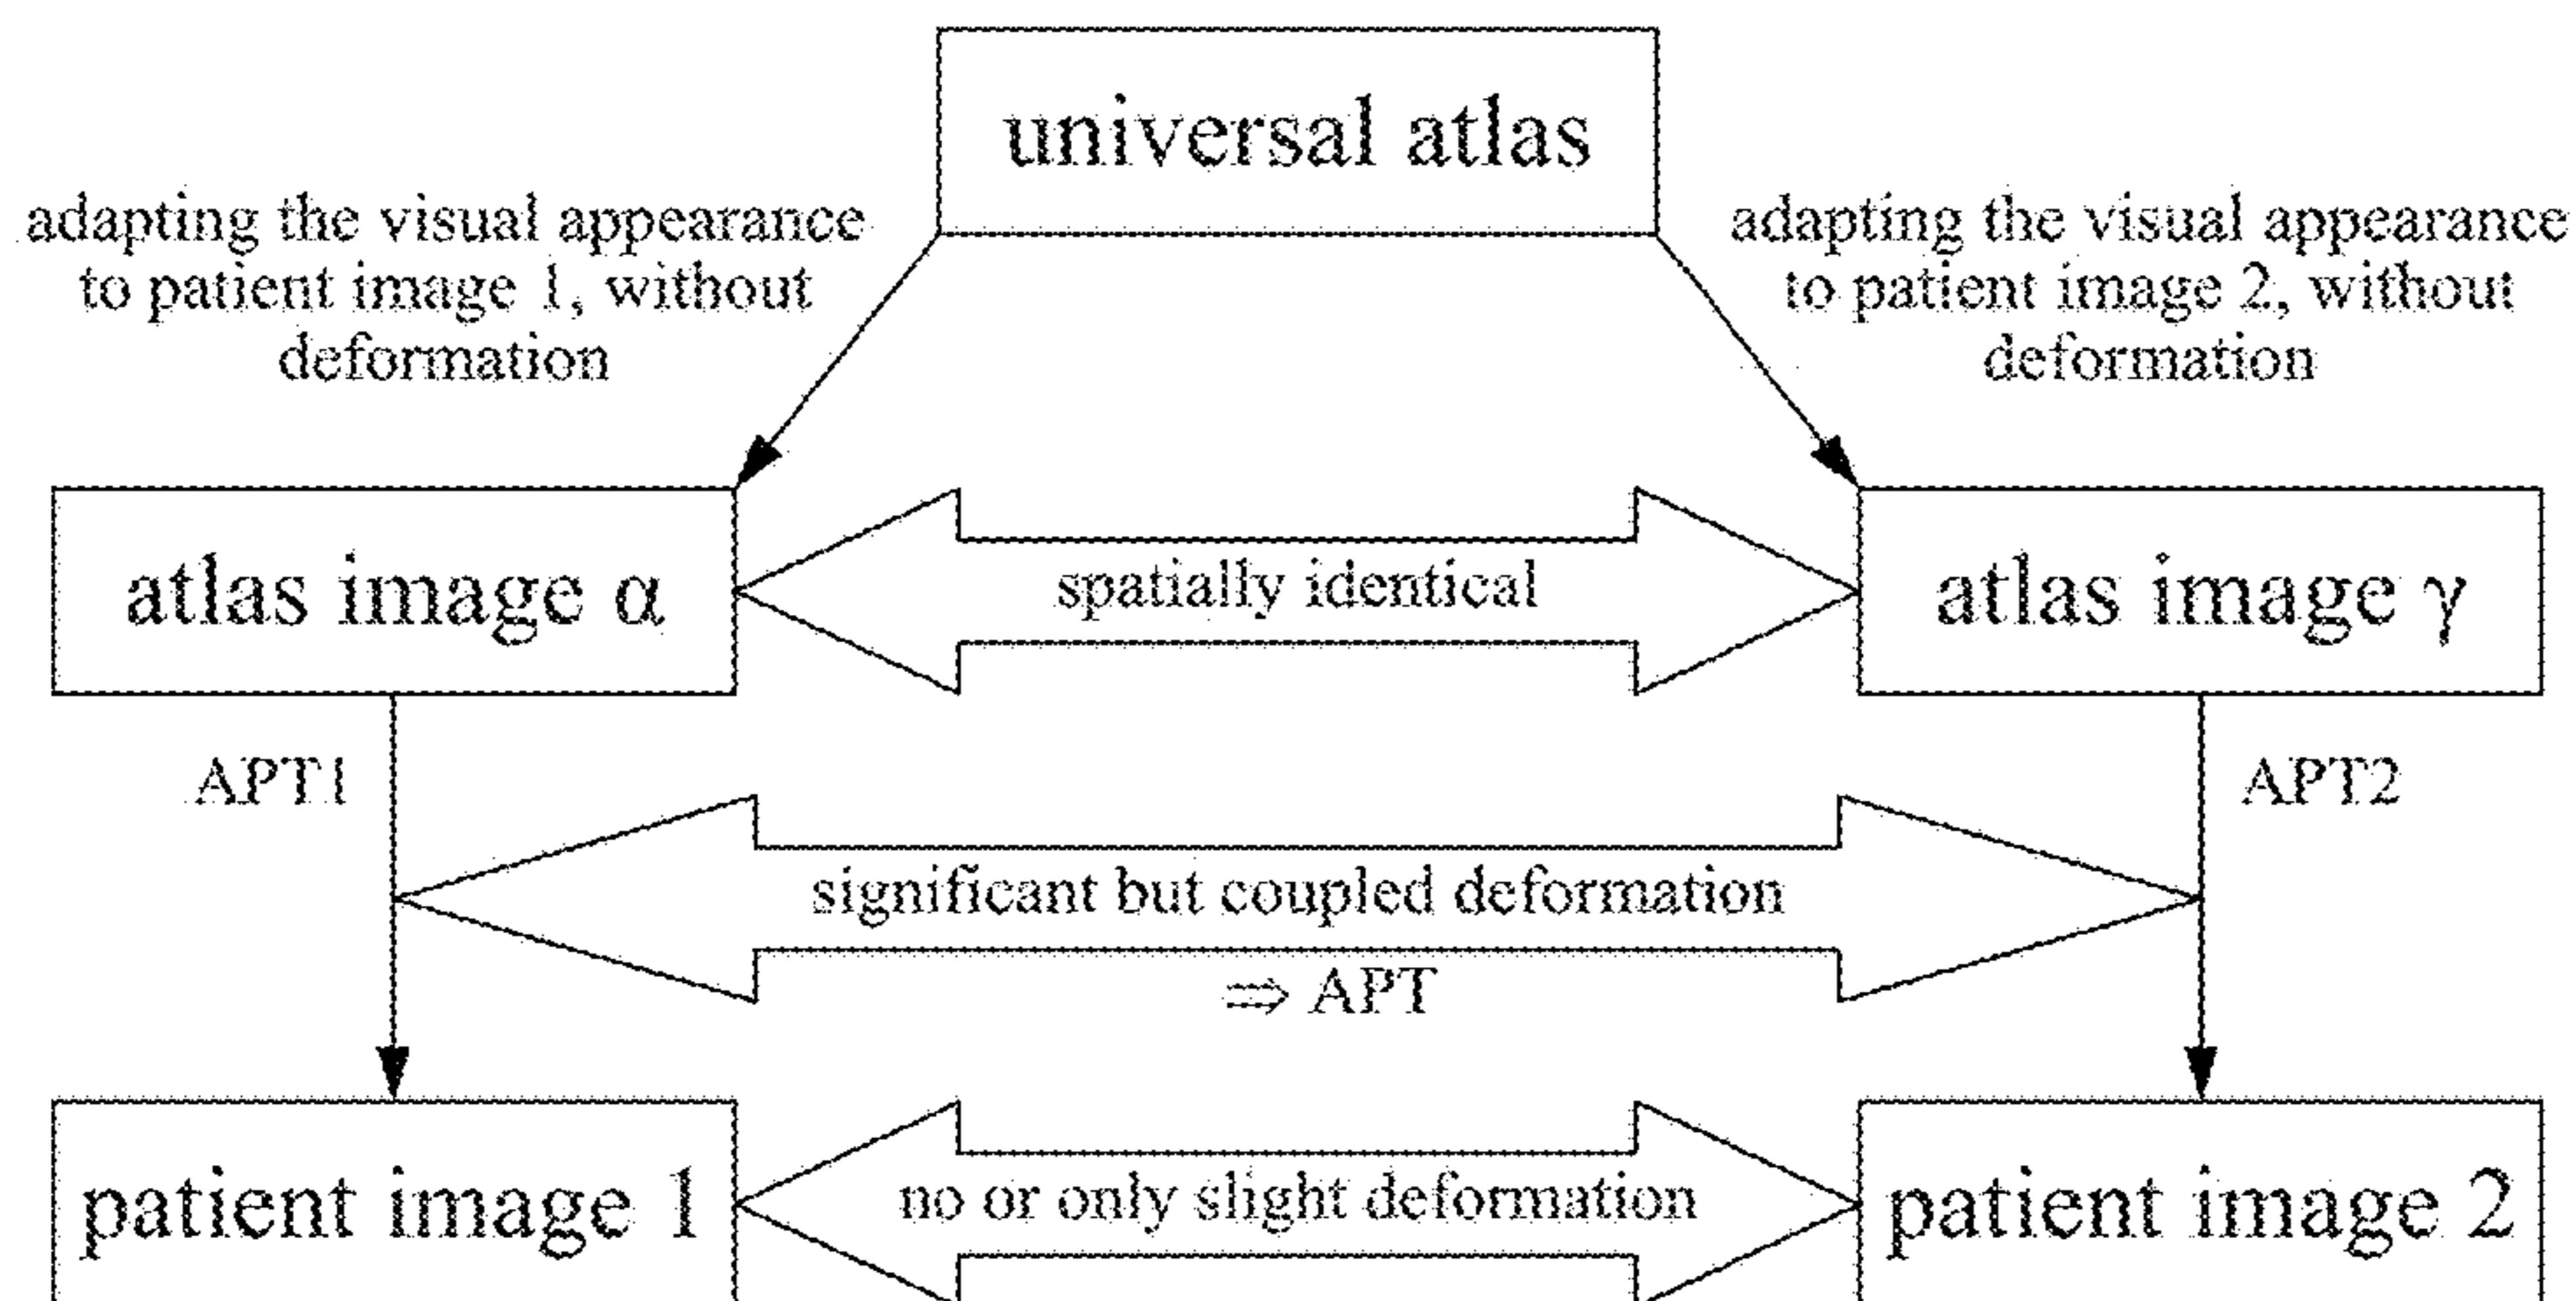 universal atlas
adapting the visual appearance
to patient image 1, without
deformation
adapting the visual appearance
to patient image 2, without
deformation
atlas image α
spatially identical
atlas image γ
APT1
APT2
significant but coupled deformation
⇒ APT
patient image 1
no or only slight deformation
patient image 2